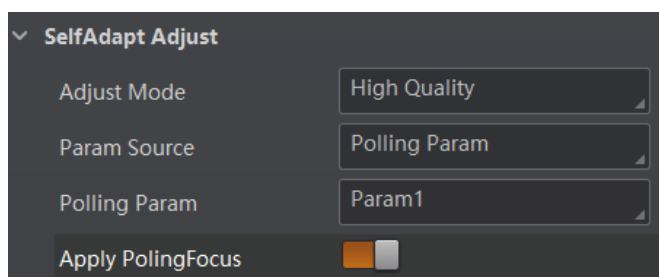 SelfAdapt Adjust
Adjust Mode High Quality
Param Source Polling Param
Polling Param Param1
Apply PolingFocus